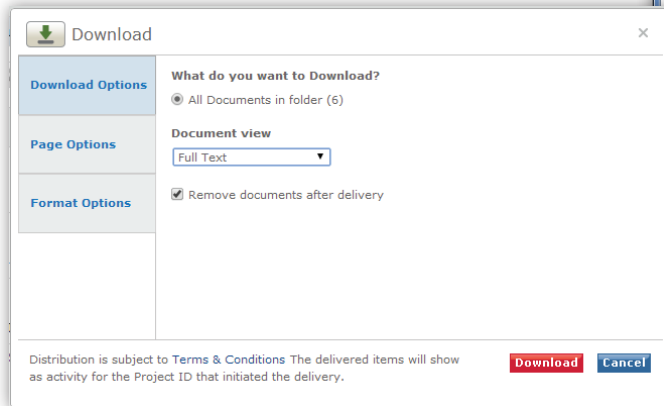 Download
×
Download Options
Page Options
Format Options
What do you want to Download?
All Documents in folder (6)
Document view
Full Text
Remove documents after delivery
Distribution is subject to Terms & Conditions The delivered items will show
as activity for the Project ID that initiated the delivery.
Download
Cancel